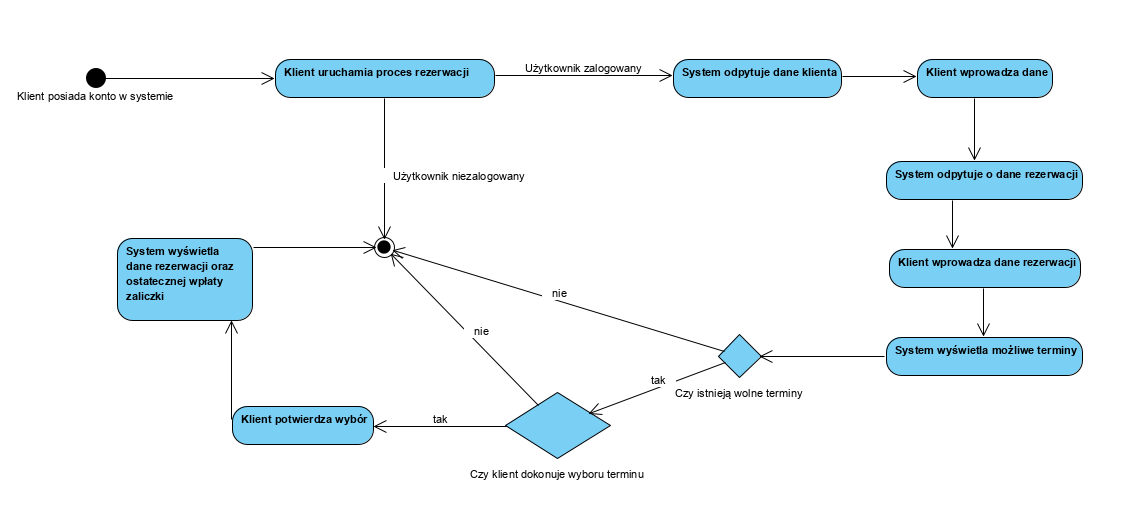 Klient uruchamia proces rezerwacji
Użytkownik zalogowany
System odpytuje dane klienta
Klient wprowadza dane
Klient posiada konto w systemie
Użytkownik niezalogowany
System odpytuje o dane rezerwacji
System wyświetla
dane rezerwacji oraz
ostatecznej wpłaty
zaliczki
Klient wprowadza dane rezerwacji
nie
nie
System wyświetla możliwe terminy
tak
Czy istnieją wolne terminy
Klient potwierdza wybór
tak
Czy klient dokonuje wyboru terminu